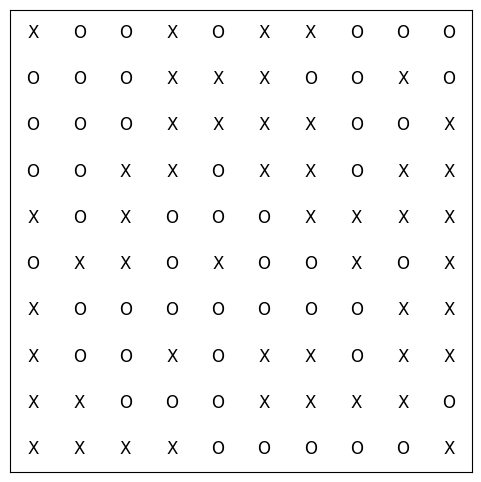 X O O X O X X O O O
O O O X X X O O X O
O O O X X X X O O X
O O X X O X X O X X
X O X O O O X X X X
O X X O X O O X O X
X O O O O O O O X X
X O O X O X X O X X
X X O O O X X X X O
X X X X O O O O O X